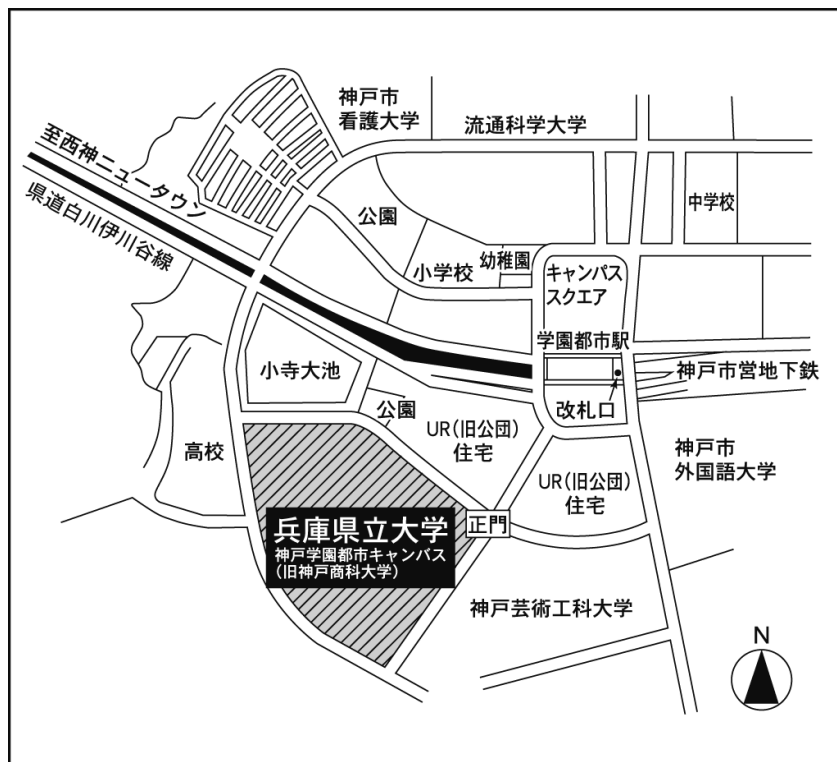 神戸市
看護大学
流通科学大学
至西神ニュータウン
県道白川伊川谷線
公園
中学校
小学校
幼稚園
キャンパス
スクエア
学園都市駅
小寺大池
神戸市営地下鉄
公園
改札口
UR(旧公団)
住宅
高校
神戸市
外国語大学
UR(旧公団)
住宅
兵庫県立大学
神戸学園都市キャンパス
(旧神戸商科大学)
正門
神戸芸術工科大学
N